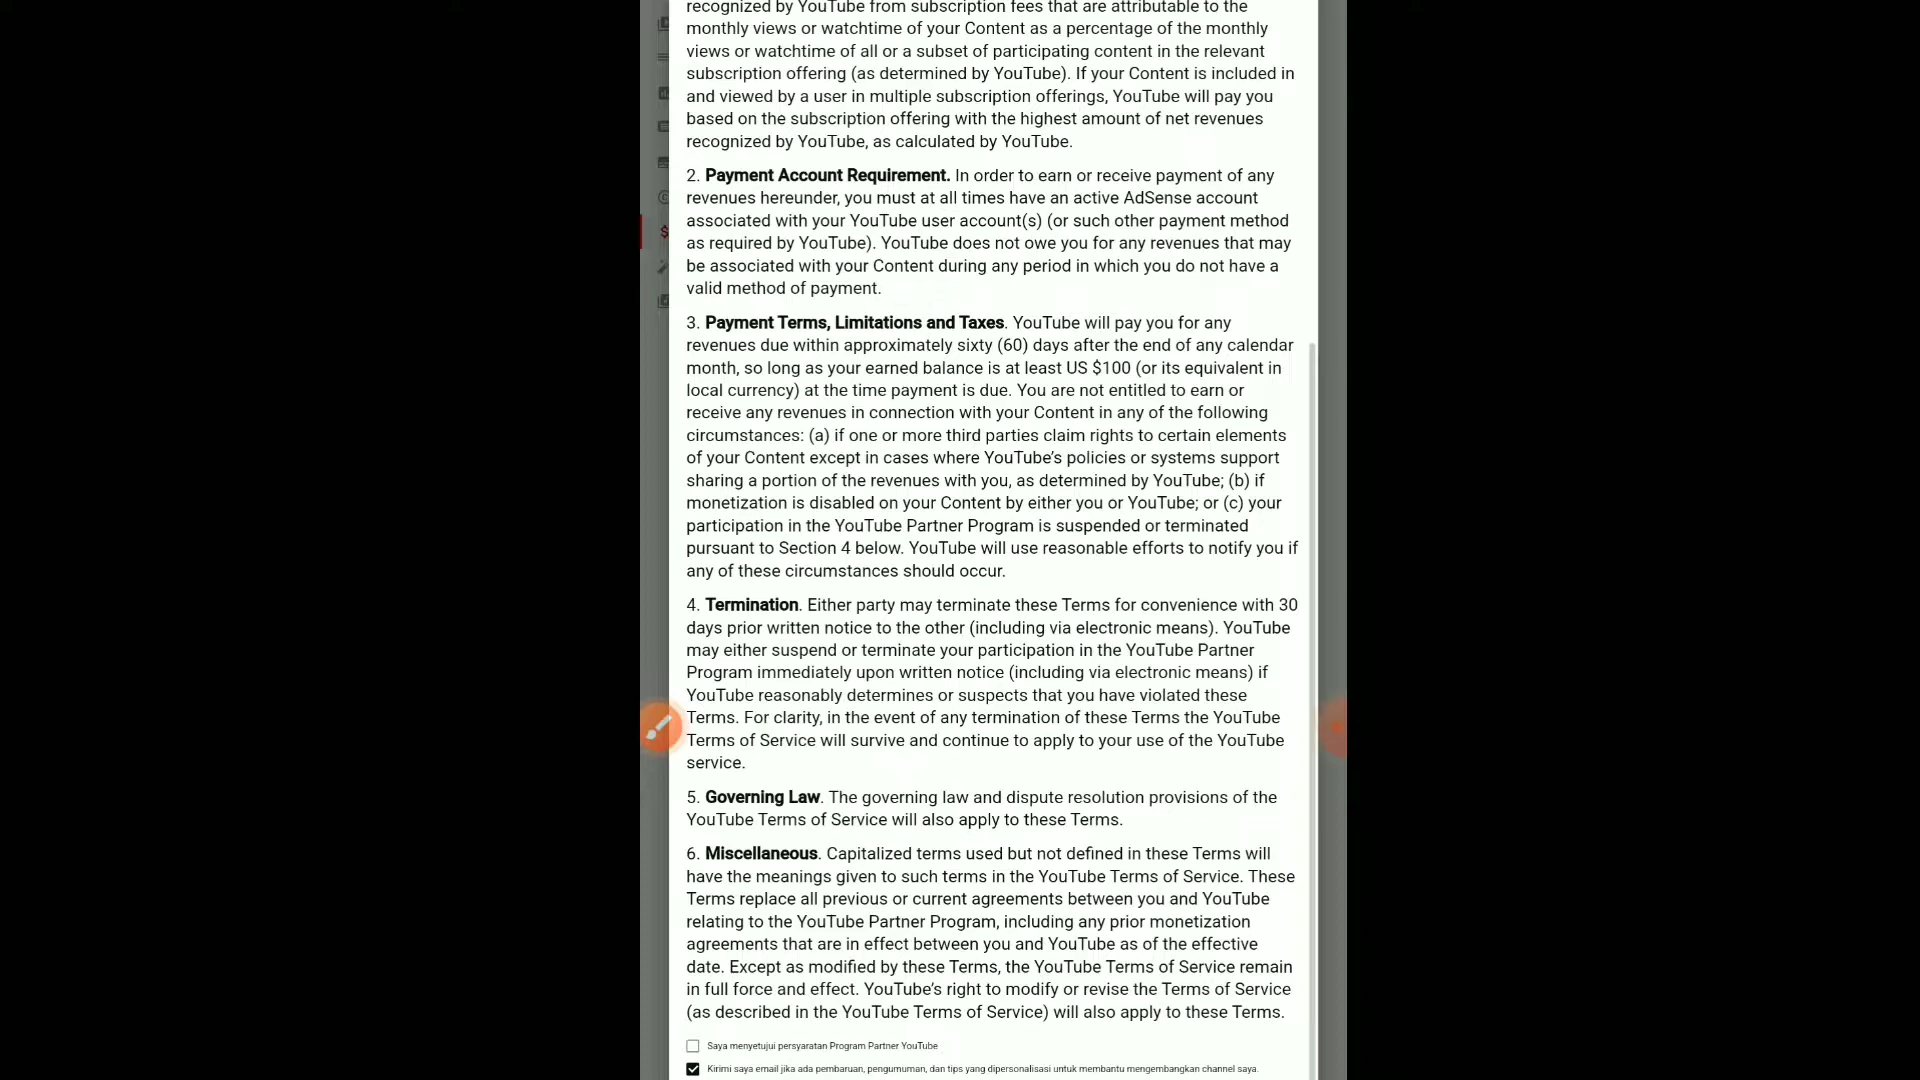 recognized by YouTube from subscription fees that are attributable to the
monthly views or watchtime of your Content as a percentage of the monthly
views or watchtime of all or a subset of participating content in the relevant
subscription offering (as determined by YouTube). If your Content is included in
and viewed by a user in multiple subscription offerings, YouTube will pay you
based on the subscription offering with the highest amount of net revenues
recognized by YouTube, as calculated by YouTube.
2. Payment Account Requirement. In order to earn or receive payment of any
revenues hereunder, you must at all times have an active AdSense account
associated with your YouTube user account(s) (or such other payment method
as required by YouTube). YouTube does not owe you for any revenues that may
be associated with your Content during any period in which you do not have a
valid method of payment.
3. Payment Terms, Limitations and Taxes. YouTube will pay you for any
revenues due within approximately sixty (60) days after the end of any calendar
month, so long as your earned balance is at least US $100 (or its equivalent in
local currency) at the time payment is due. You are not entitled to earn or
receive any revenues in connection with your Content in any of the following
circumstances: (a) if one or more third parties claim rights to certain elements
of your Content except in cases where YouTube's policies or systems support
sharing a portion of the revenues with you, as determined by YouTube; (b) if
monetization is disabled on your Content by either you or YouTube; or (c) your
participation in the YouTube Partner Program is suspended or terminated
pursuant to Section 4 below. YouTube will use reasonable efforts to notify you if
any of these circumstances should occur.
4. Termination. Either party may terminate these Terms for convenience with 30
days prior written notice to the other (including via electronic means). YouTube
may either suspend or terminate your participation in the YouTube Partner
Program immediately upon written notice (including via electronic means) if
YouTube reasonably determines or suspects that you have violated these
Terms. For clarity, in the event of any termination of these Terms the YouTube
Terms of Service will survive and continue to apply to your use of the YouTube
service.
5. Governing Law. The governing law and dispute resolution provisions of the
YouTube Terms of Service will also apply to these Terms.
6. Miscellaneous. Capitalized terms used but not defined in these Terms will
have the meanings given to such terms in the YouTube Terms of Service. These
Terms replace all previous or current agreements between you and YouTube
relating to the YouTube Partner Program, including any prior monetization
agreements that are in effect between you and YouTube as of the effective
date. Except as modified by these Terms, the YouTube Terms of Service remain
in full force and effect. YouTube's right to modify or revise the Terms of Service
(as described in the YouTube Terms of Service) will also apply to these Terms.
Saya menyetujui persyaratan Program Partner YouTube
Kirimi saya email jika ada pembaruan, pengumuman, dan tips yang dipersonalisasi untuk membantu mengembangkan channel saya.